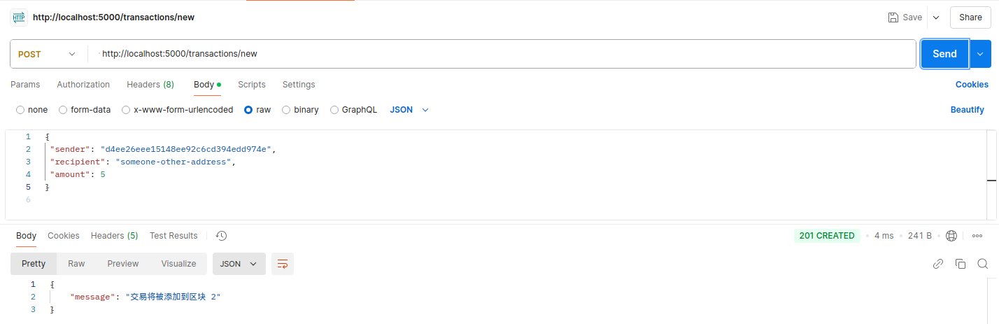 HTTP http://localhost:5000/transactions/new Save Share
POST http://localhost:5000/transactions/new Send
Params Authorization Headers (8) Body Scripts Settings Cookies
none form-data x-www-form-urlencoded raw binary GraphQL JSON Beautify
1 {
2 "sender": "d4ee26eee15148ee92c6cd394edd974e",
3 "recipient": "someone-other-address",
4 "amount": 5
5 }
6
Body Cookies Headers (5) Test Results 201 CREATED 4 ms 241 B
Pretty Raw Preview Visualize JSON
1 {
2 "message": "交易将被添加到区块 2"
3 }